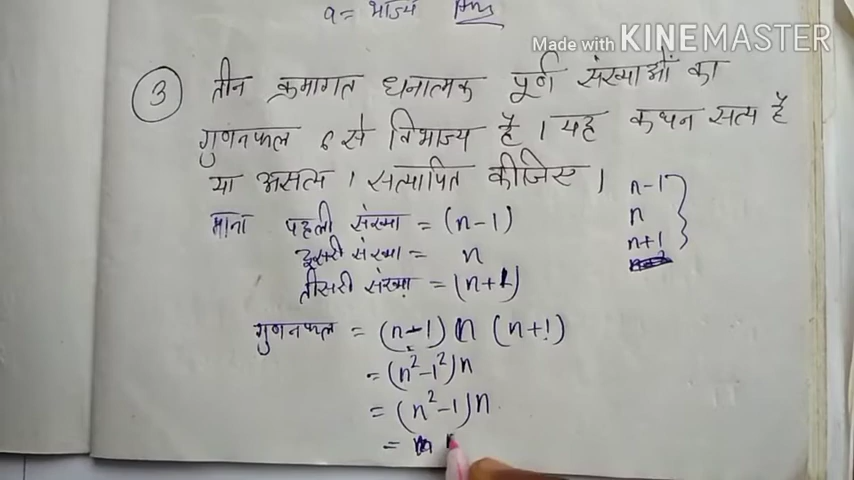 a = भाज्य Ans
Made with KINEMASTER
(3) तीन क्रमागत धनात्मक पूर्ण संख्याओं का
गुणनफल 6 से विभाज्य है । यह कथन सत्य है
या असत्य । सत्यापित कीजिए ।
n-1
n
n+1
माना पहली संख्या = (n-1)
दूसरी संख्या = n
तीसरी संख्या = (n+1)
गुणनफल = (n-1) n (n+1)
= (n²-1²)n
= (n²-1)n
=